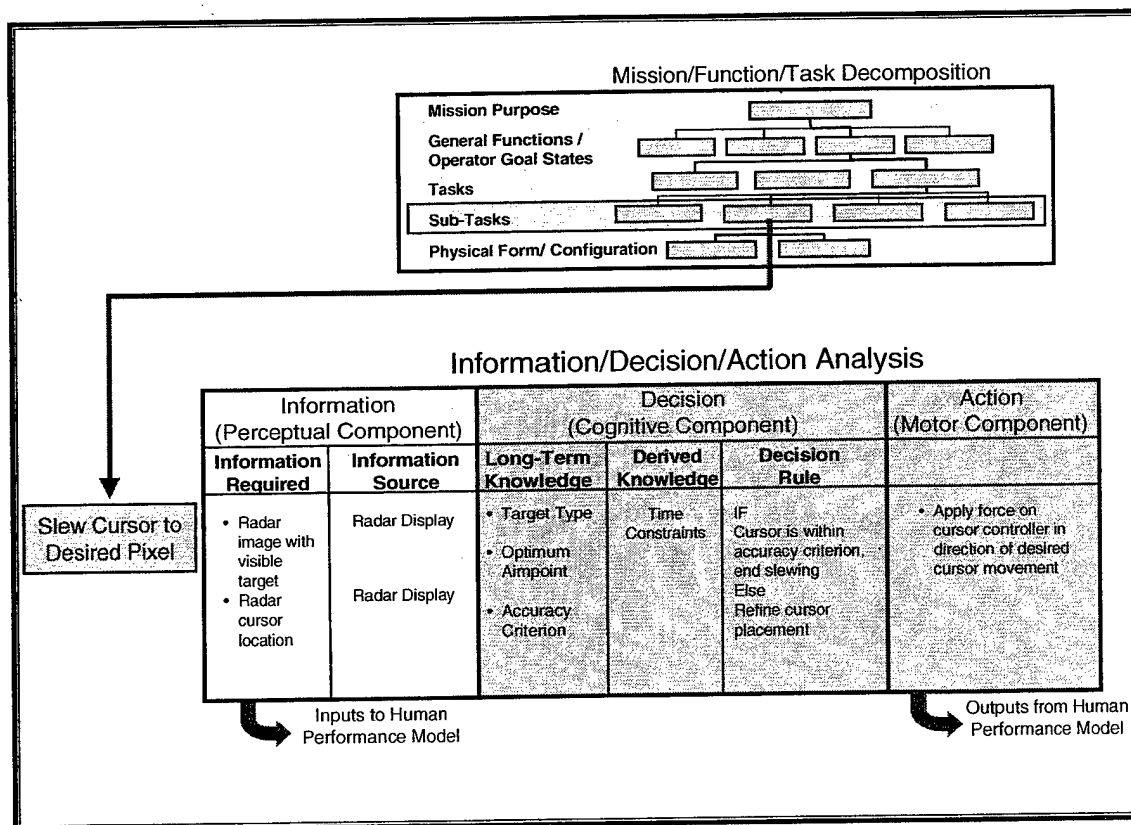 Mission/Function/Task Decomposition
Mission Purpose
General Functions /
Operator Goal States
Tasks
Sub-Tasks
Physical Form/ Configuration
Information/Decision/Action Analysis
Information
(Perceptual Component)
Decision
(Cognitive Component)
Action
(Motor Component)
Information
Required
Information
Source
Long-Term
Knowledge
Derived
Knowledge
Decision
Rule
Slew Cursor to
Desired Pixel
• Radar
image with
visible
target
• Radar
cursor
location
Radar Display
Radar Display
• Target Type
• Optimum
Aimpoint
• Accuracy
Criterion
Time
Constraints
IF
Cursor is within
accuracy criterion,
end slewing
Else
Refine cursor
placement
• Apply force on
cursor controller in
direction of desired
cursor movement
Inputs to Human
Performance Model
Outputs from Human
Performance Model